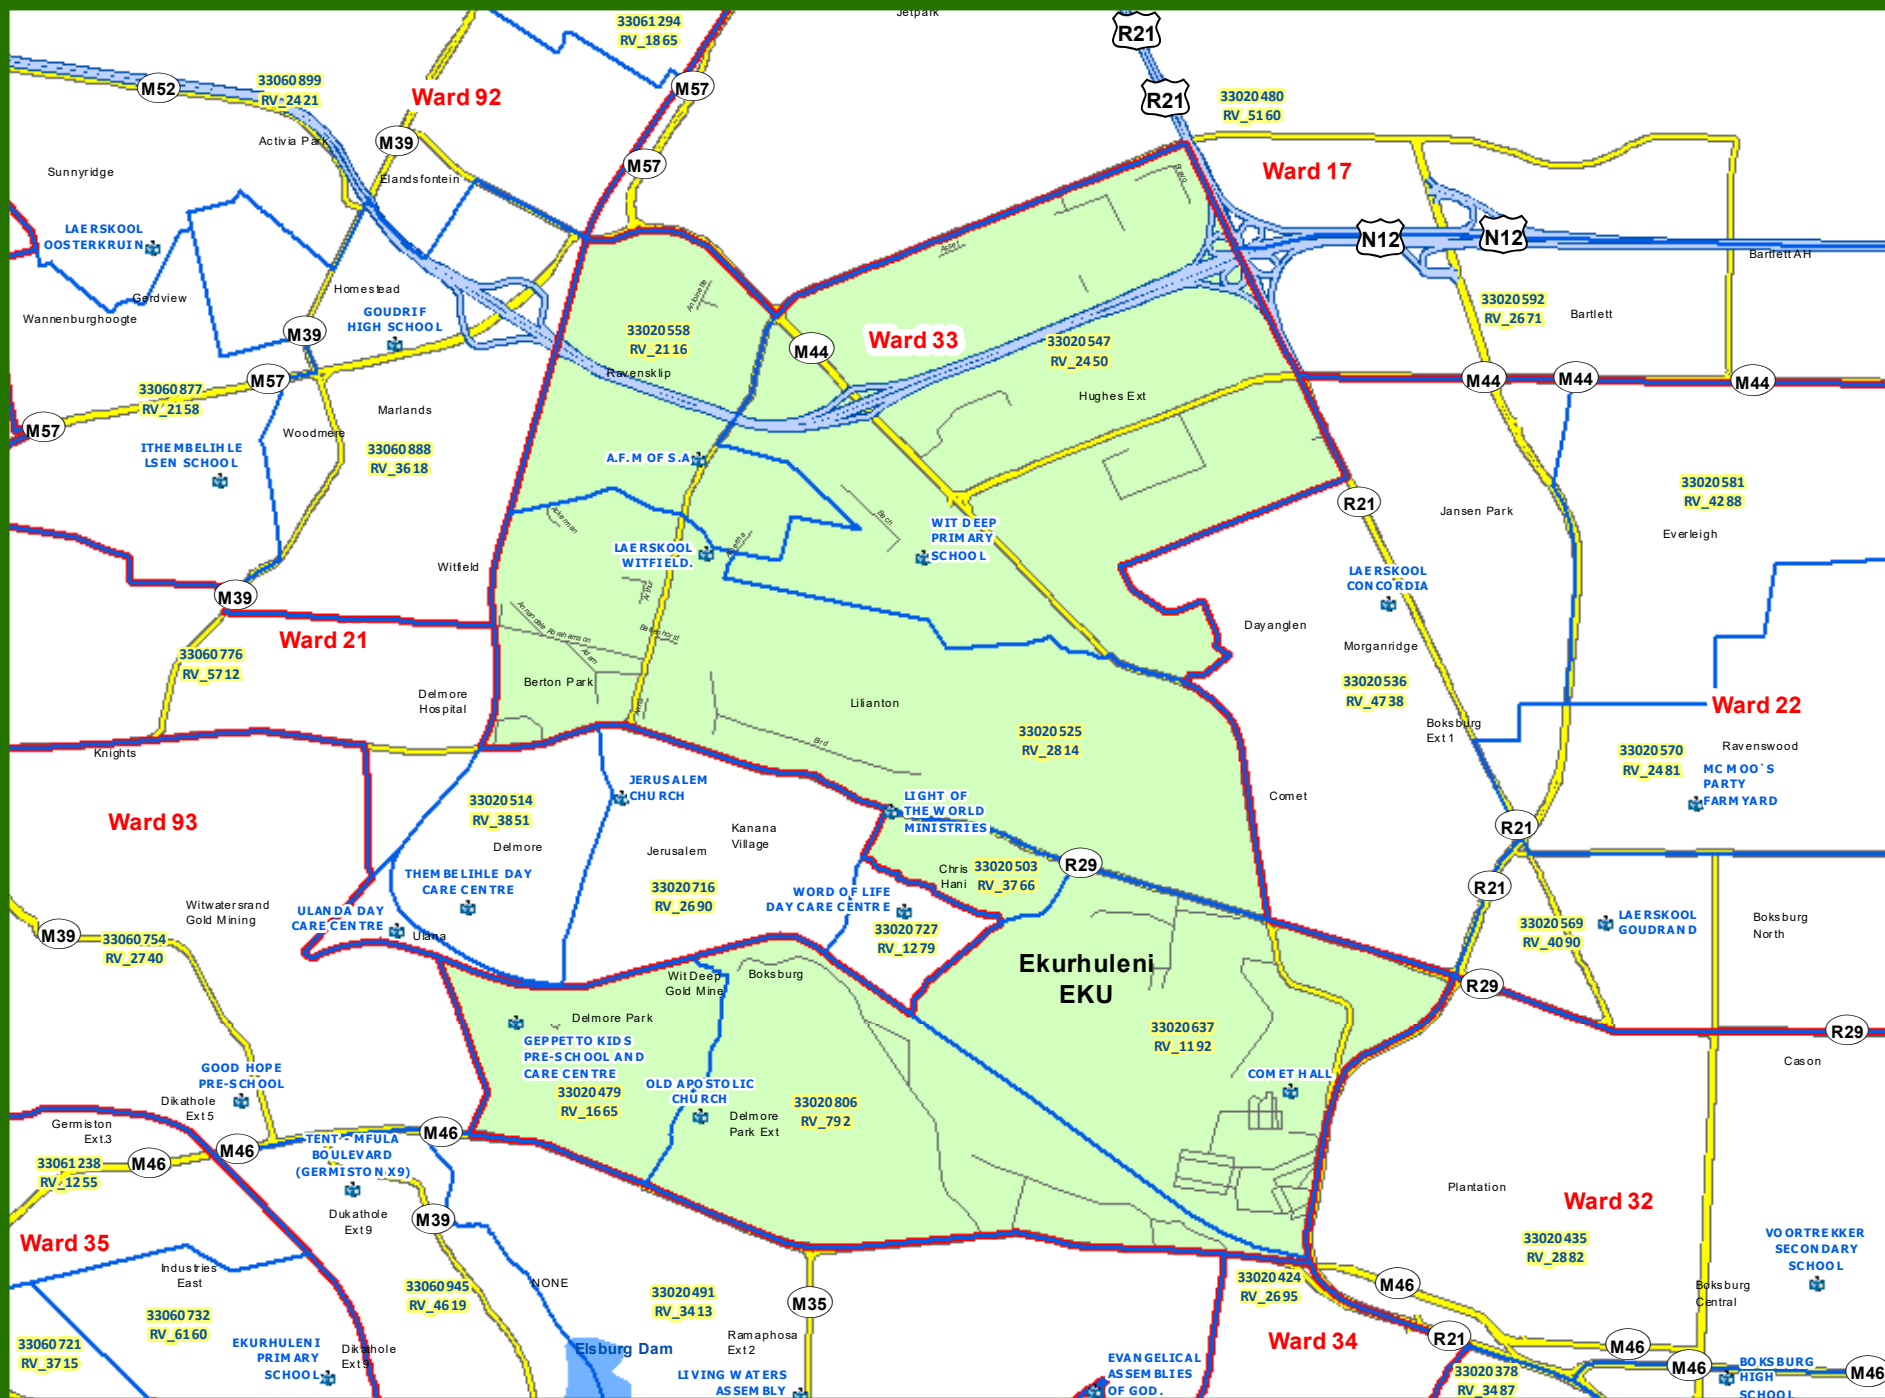 Jetpark
33061294
RV_1865
R21
R21
M52
33060899
RV_2421
Ward 92
M57
33020480
RV_5160
Activia Park
M39
M57
Ward 17
Sunnyridge
Elandsfontein
LAERSKOOL
OOSTERKRUIN
N12
N12
Asset
Bartlett AH
Gerdview
Homestead
Antoinette
Wannenburghoogte
GOUDRIF
HIGH SCHOOL
33020558
RV_2116
Ward 33
33020547
RV_2450
33020592
RV_2671
Bartlett
M39
M44
Ravensklip
M57
33060877
RV_2158
M44
M44
M44
Hughes Ext
Marlands
M57
Woodmere
ITHEMBELIHLE
LSEN SCHOOL
33060888
RV_3618
A.F.M OF S.A
33020581
RV_4288
R21
Jansen Park
Everleigh
Ackerman
Bach
WIT DEEP
PRIMARY
SCHOOL
LAERSKOOL
WITFIELD.
Witfield
LAERSKOOL
CONCORDIA
M39
Arthur
Annandale
Abrahamson
Adam
Dayanglen
Ward 21
Morganridge
33060776
RV_5712
Berton Park
Anna
Delmore
Hospital
Lilianton
33020536
RV_4738
Ward 22
Boksburg
Ext 1
33020525
RV_2814
Bird
33020570
RV_2481
Ravenswood
MC MOO`S
PARTY
FARMYARD
Knights
JERUSALEM
CHURCH
33020514
RV_3851
LIGHT OF
THE WORLD
MINISTRIES
Comet
Ward 93
Kanana
Village
R21
Delmore
Jerusalem
R29
THEMBELIHLE DAY
CARE CENTRE
Chris
Hani
33020503
RV_3766
R21
33020716
RV_2690
WORD OF LIFE
DAY CARE CENTRE
Witwatersrand
Gold Mining
ULANDA DAY
CARE CENTRE
Ulana
33020727
RV_1279
33020569
RV_4090
LAERSKOOL
GOUDRAND
Boksburg
North
M39
33060754
RV_2740
Ekurhuleni
EKU
Wit Deep
Gold Mine
Boksburg
R29
Delmore Park
GEPPETTO KIDS
PRE-SCHOOL AND
CARE CENTRE
33020637
RV_1192
R29
Cason
GOOD HOPE
PRE-SCHOOL
33020479
RV_1665
OLD APOSTOLIC
CHURCH
COMET HALL
Dikathole
Ext 5
33020806
RV_792
Delmore
Park Ext
Germiston
Ext.3
M46
M46
M46
TENT - MFULA
BOULEVARD
(GERMISTON X9)
33061238
RV_1255
Plantation
Ward 32
Dukathole
Ext 9
M39
Ward 35
33020435
RV_2882
VOORTREKKER
SECONDARY
SCHOOL
Industries
East
NONE
33060945
RV_4619
33020491
RV_3413
33020424
RV_2695
M46
Boksburg
Central
M35
33060732
RV_6160
33060721
RV_3715
EKURHULENI
PRIMARY
SCHOOL
Dikathole
Ext 9
Elsburg Dam
Ramaphosa
Ext 2
Ward 34
R21
M46
M46
M46
LIVING WATERS
ASSEMBLY
EVANGELICAL
ASSEMBLIES
OF GOD.
33020378
RV_3487
BOKSBURG
HIGH
SCHOOL